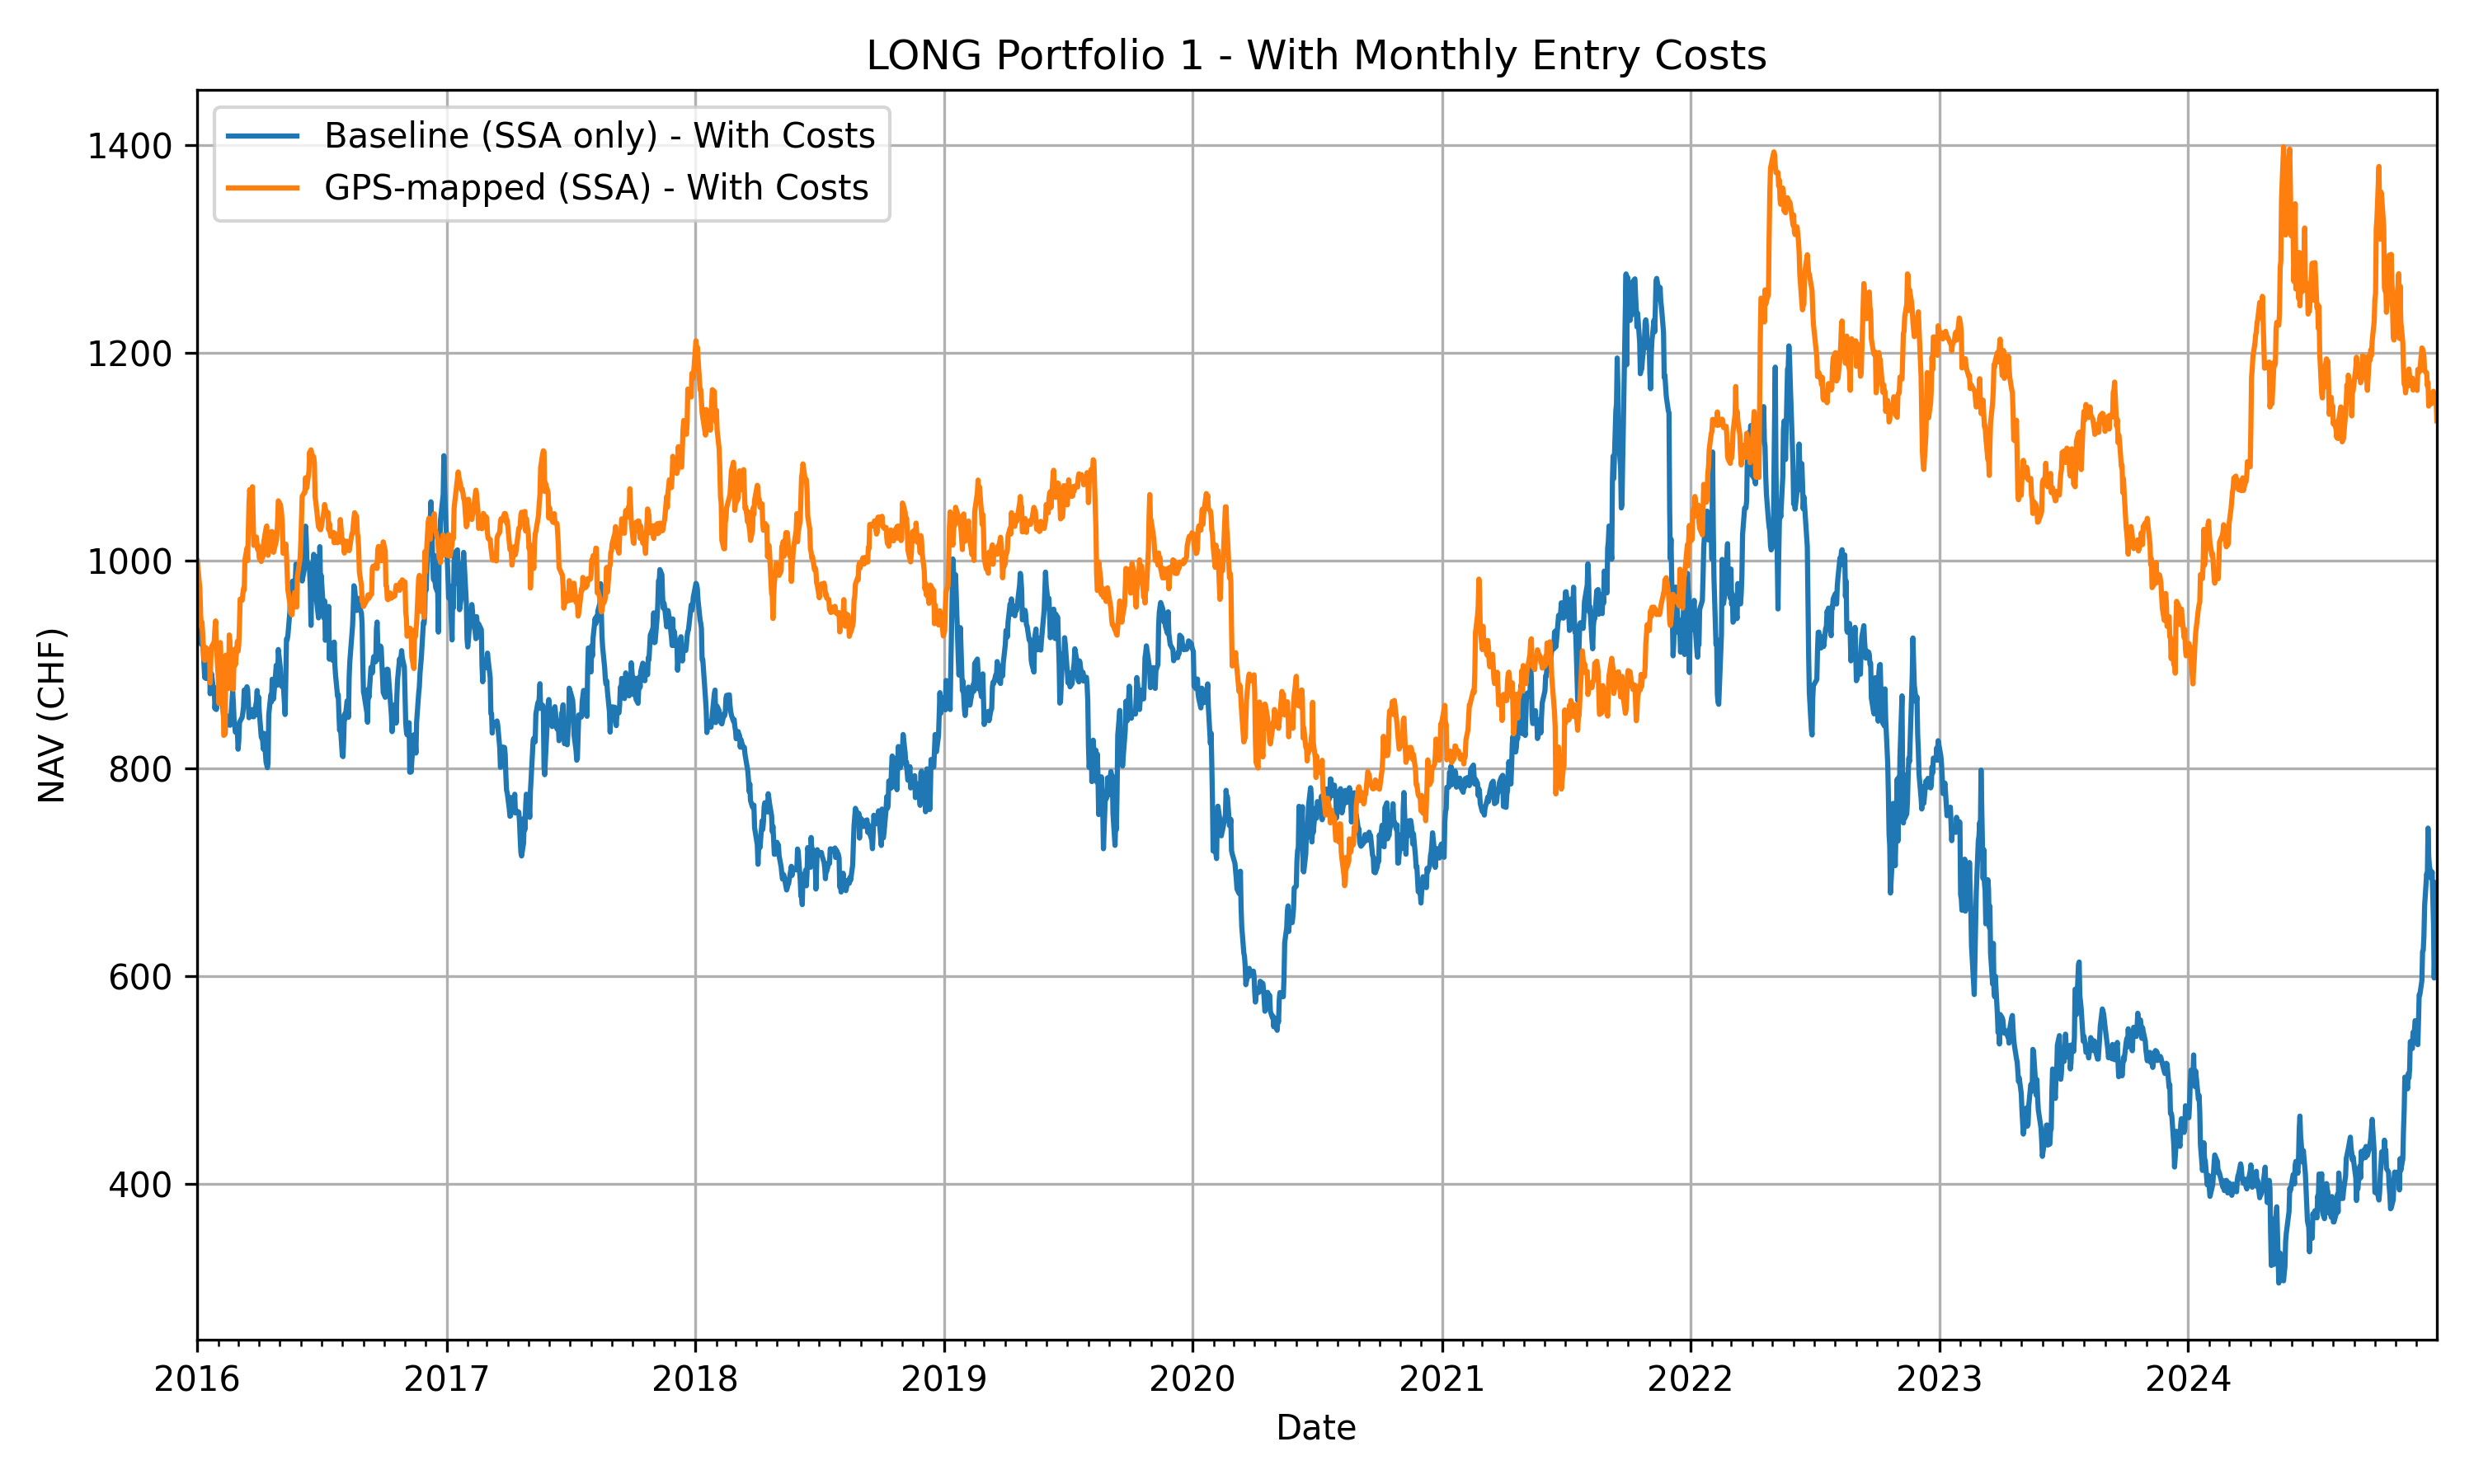 LONG Portfolio 1 - With Monthly Entry Costs
Baseline (SSA only) - With Costs
GPS-mapped (SSA) - With Costs
1400
1200
1000
800
600
400
NAV (CHF)
2016 2017 2018 2019 2020 2021 2022 2023 2024
Date